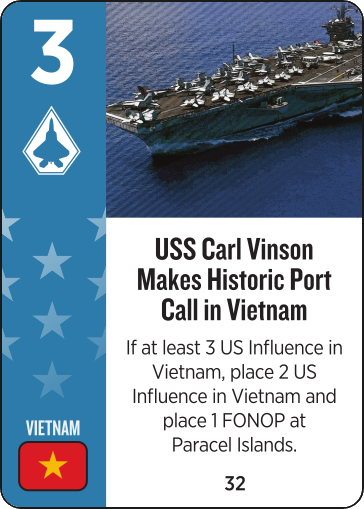 3
USS Carl Vinson
Makes Historic Port
Call in Vietnam
If at least 3 US Influence in
Vietnam, place 2 US
Influence in Vietnam and
place 1 FONOP at
Paracel Islands.
VIETNAM
32